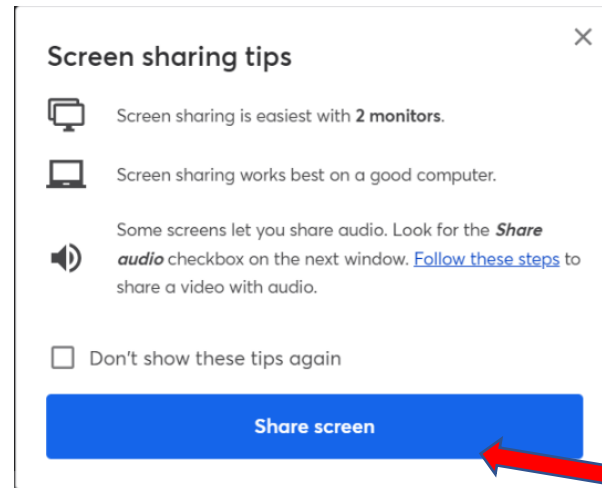 Screen sharing tips
Screen sharing is easiest with 2 monitors.
Screen sharing works best on a good computer.
Some screens let you share audio. Look for the Share
audio checkbox on the next window. Follow these steps to
share a video with audio.
Don't show these tips again
Share screen